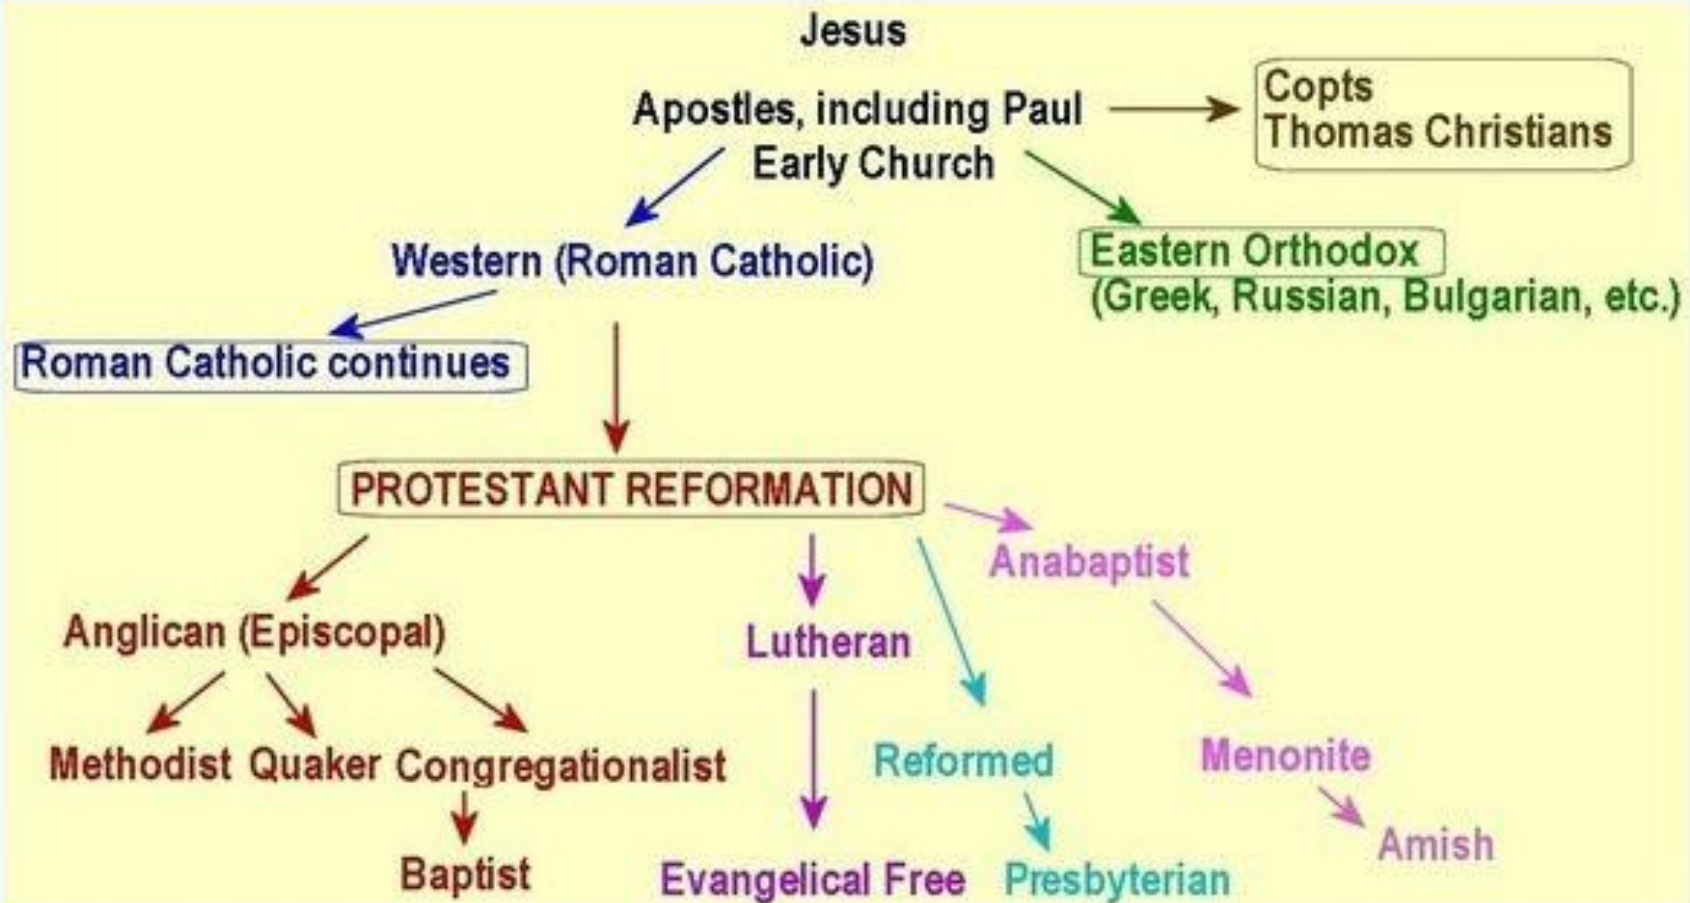 Jesus
Apostles, including Paul
Early Church
Copts
Thomas Christians
Western (Roman Catholic)
Eastern Orthodox
(Greek, Russian, Bulgarian, etc.)
Roman Catholic continues
PROTESTANT REFORMATION
Anabaptist
Anglican (Episcopal)
Lutheran
Methodist Quaker Congregationalist
Reformed
Menonite
Baptist
Evangelical Free
Presbyterian
Amish